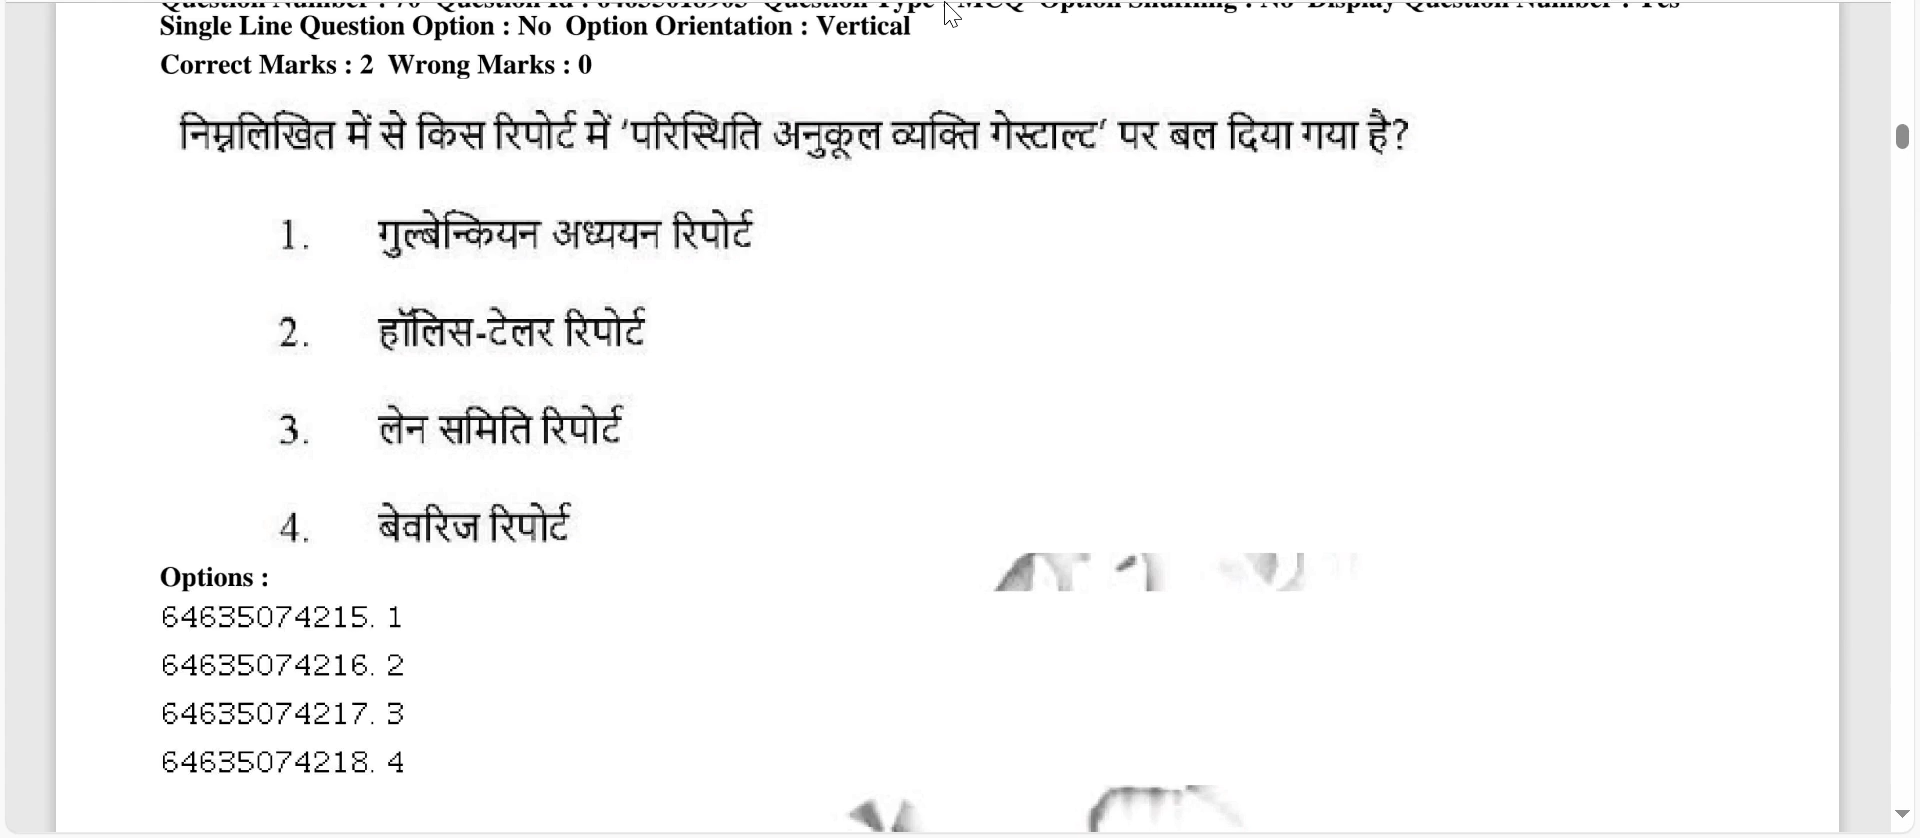 Single Line Question Option : No Option Orientation : Vertical
Correct Marks : 2 Wrong Marks : 0
निम्नलिखित में से किस रिपोर्ट में ‘परिस्थिति अनुकूल व्यक्ति गेस्टाल्ट’ पर बल दिया गया है?
1. गुल्बेन्कियन अध्ययन रिपोर्ट
2. हॉलिस-टेलर रिपोर्ट
3. लेन समिति रिपोर्ट
4. बेवरिज रिपोर्ट
Options :
64635074215. 1
64635074216. 2
64635074217. 3
64635074218. 4